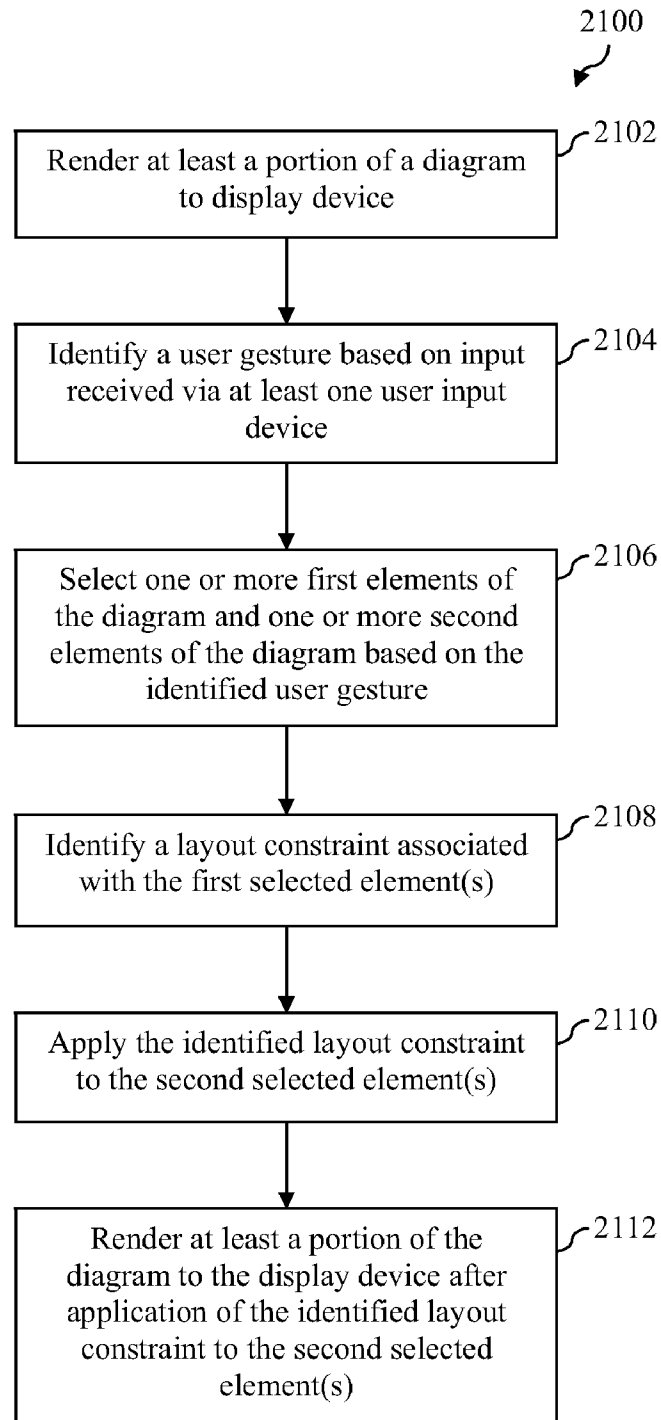 2100
2102
Render at least a portion of a diagram
to display device
2104
Identify a user gesture based on input
received via at least one user input
device
2106
Select one or more first elements of
the diagram and one or more second
elements of the diagram based on the
identified user gesture
2108
Identify a layout constraint associated
with the first selected element(s)
2110
Apply the identified layout constraint
to the second selected element(s)
2112
Render at least a portion of the
diagram to the display device after
application of the identified layout
constraint to the second selected
element(s)